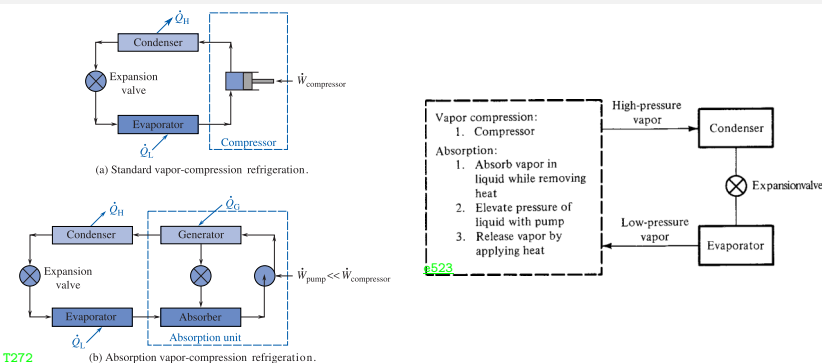 Q̇H
Condenser
Expansion
valve
Ẇcompressor
Evaporator
Compressor
Q̇L
(a) Standard vapor-compression refrigeration.
Q̇H
Q̇G
Condenser
Generator
Expansion
valve
Ẇpump<<Ẇcompressor
Evaporator
Absorber
Absorption unit
Q̇L
T272
(b) Absorption vapor-compression refrigeration.
Vapor compression:
1. Compressor
Absorption:
1. Absorb vapor in
liquid while removing
heat
2. Elevate pressure of
liquid with pump
3. Release vapor by
applying heat
e523
High-pressure
vapor
Condenser
Expansionvalve
Low-pressure
vapor
Evaporator